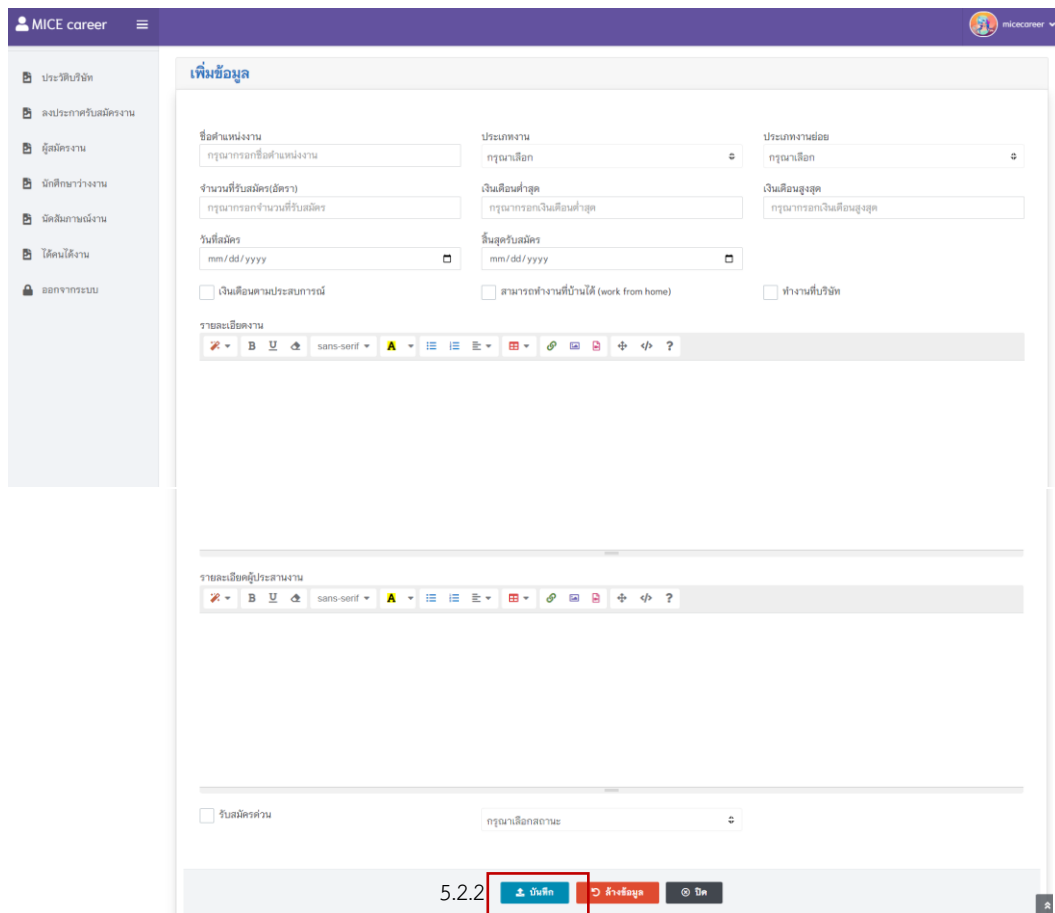 MICE career
micecareer
ประวัติบริษัท
ลงประกาศรับสมัครงาน
ผู้สมัครงาน
นักศึกษาว่างงาน
นัดสัมภาษณ์งาน
ได้คนได้งาน
ออกจากระบบ
เพิ่มข้อมูล
ชื่อตำแหน่งงาน ประเภทงาน ประเภทงานย่อย
กรุณากรอกชื่อตำแหน่งงาน กรุณาเลือก กรุณาเลือก
จำนวนที่รับสมัคร(อัตรา) เงินเดือนต่ำสุด เงินเดือนสูงสุด
กรุณากรอกจำนวนที่รับสมัคร กรุณากรอกเงินเดือนต่ำสุด กรุณากรอกเงินเดือนสูงสุด
วันที่สมัคร สิ้นสุดรับสมัคร
mm/dd/yyyy mm/dd/yyyy
เงินเดือนตามประสบการณ์ สามารถทำงานที่บ้านได้ (work from home) ทำงานที่บริษัท
รายละเอียดงาน
B U sans-serif A </> ?
รายละเอียดผู้ประสานงาน
B U sans-serif A </> ?
รับสมัครด่วน กรุณาเลือกสถานะ
5.2.2 บันทึก ล้างข้อมูล ปิด